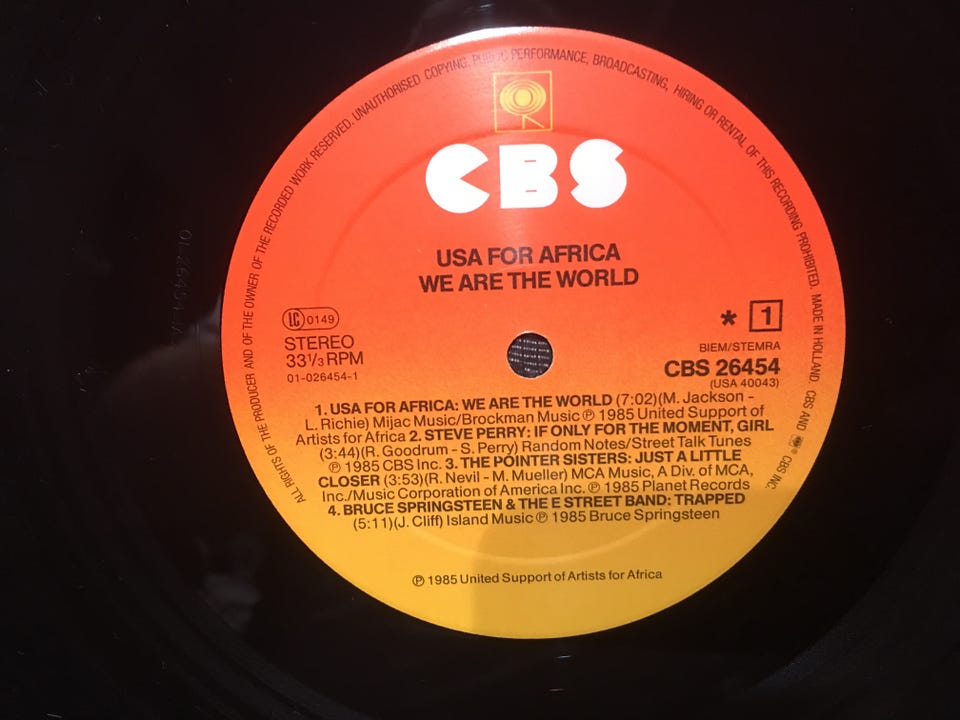 ALL RIGHTS OF THE PRODUCER AND OF THE OWNER OF THE RECORDED WORK RESERVED. UNAUTHORISED COPYING, PUBLIC PERFORMANCE, BROADCASTING, HIRING OR RENTAL OF THIS RECORDING PROHIBITED. MADE IN HOLLAND. CBS AND ® CBS INC.
CBS
USA FOR AFRICA
WE ARE THE WORLD
LC 0149
STEREO
33⅓ RPM
01-026454-1
* 1
BIEM/STEMRA
CBS 26454
(USA 40043)
1. USA FOR AFRICA: WE ARE THE WORLD (7:02)(M. Jackson -
L. Richie) Mijac Music/Brockman Music ℗ 1985 United Support of
Artists for Africa 2. STEVE PERRY: IF ONLY FOR THE MOMENT, GIRL
(3:44)(R. Goodrum - S. Perry) Random Notes/Street Talk Tunes
℗ 1985 CBS Inc. 3. THE POINTER SISTERS: JUST A LITTLE
CLOSER (3:53)(R. Nevil - M. Mueller) MCA Music, A Div. of MCA,
Inc./Music Corporation of America Inc. ℗ 1985 Planet Records
4. BRUCE SPRINGSTEEN & THE E STREET BAND: TRAPPED
(5:11)(J. Cliff) Island Music ℗ 1985 Bruce Springsteen
℗ 1985 United Support of Artists for Africa